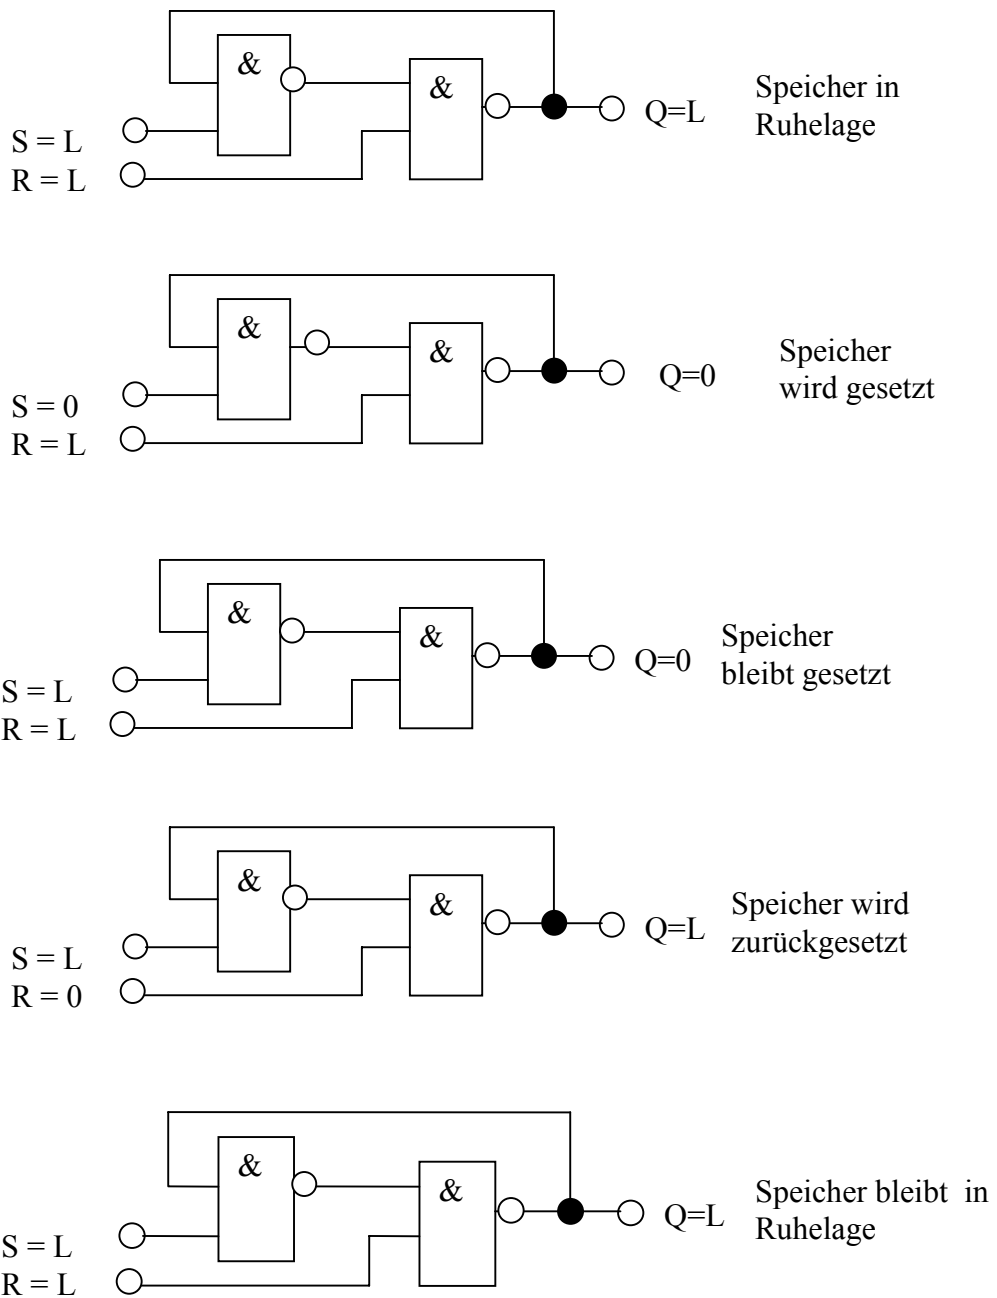 &
&
S = L
R = L
Q=L
Speicher in
Ruhelage
&
&
S = 0
R = L
Q=0
Speicher
wird gesetzt
&
&
S = L
R = L
Q=0
Speicher
bleibt gesetzt
&
&
S = L
R = 0
Q=L
Speicher wird
zurückgesetzt
&
&
S = L
R = L
Q=L
Speicher bleibt in
Ruhelage